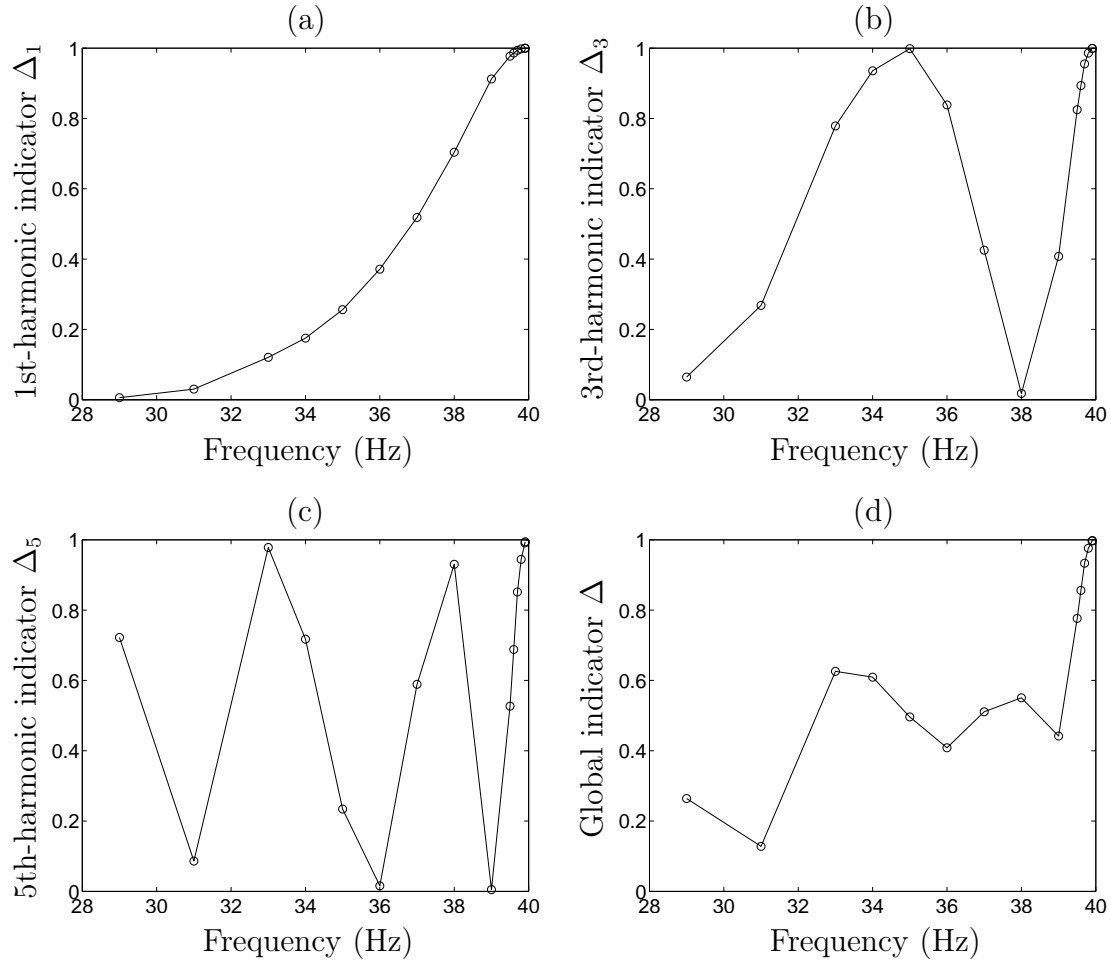 (a)
1st-harmonic indicator Δ₁
1
0.8
0.6
0.4
0.2
0
28 30 32 34 36 38 40
Frequency (Hz)
(b)
3rd-harmonic indicator Δ₃
1
0.8
0.6
0.4
0.2
0
28 30 32 34 36 38 40
Frequency (Hz)
(c)
5th-harmonic indicator Δ₅
1
0.8
0.6
0.4
0.2
0
28 30 32 34 36 38 40
Frequency (Hz)
(d)
Global indicator Δ
1
0.8
0.6
0.4
0.2
0
28 30 32 34 36 38 40
Frequency (Hz)